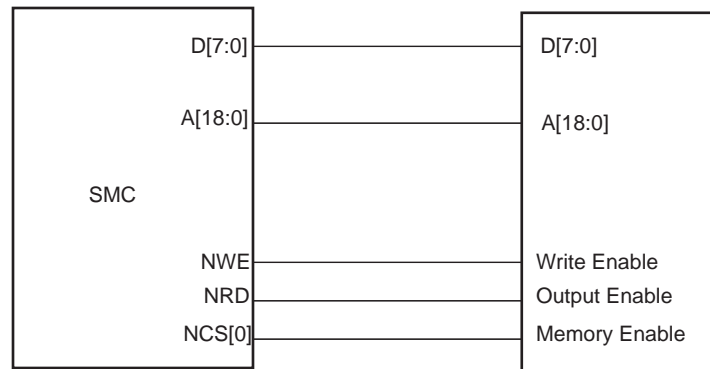 D[7:0] D[7:0]
A[18:0] A[18:0]
SMC
NWE Write Enable
NRD Output Enable
NCS[0] Memory Enable